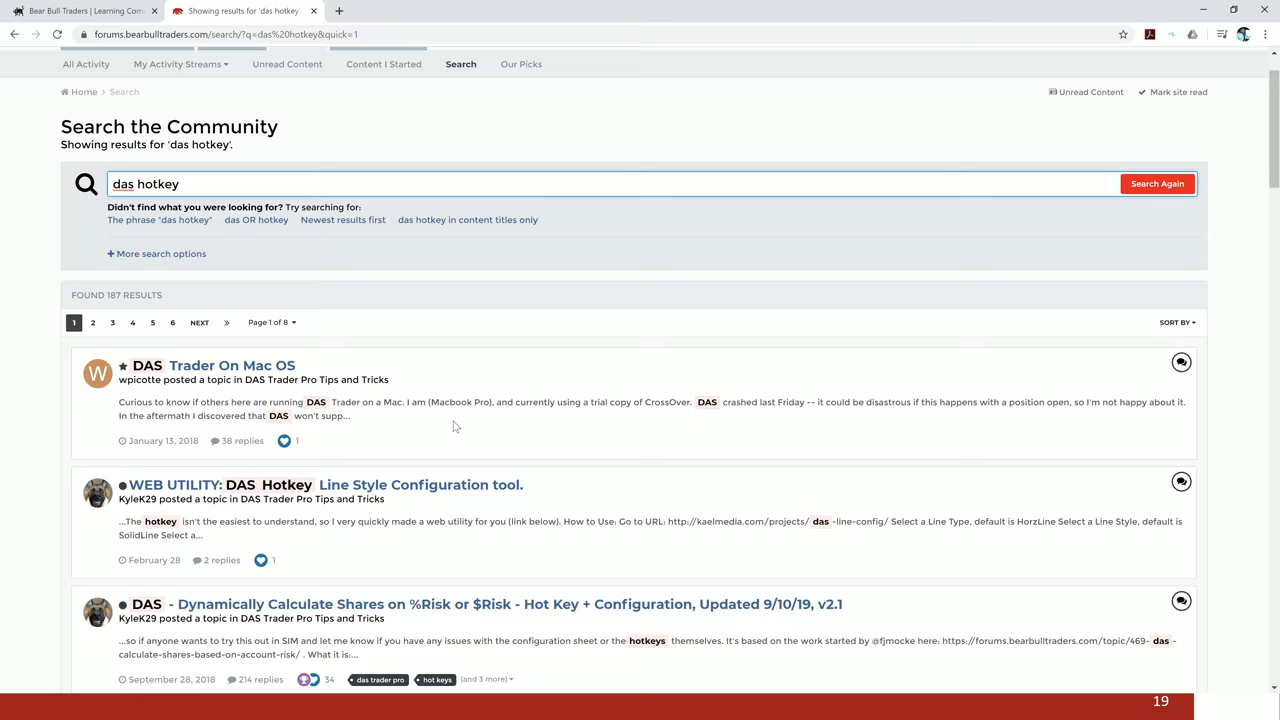 Bear Bull Traders | Learning Com
Showing results for 'das hotkey'
forums.bearbulltraders.com/search/?q=das%20hotkey&quick=1
All Activity
My Activity Streams
Unread Content
Content I Started
Search
Our Picks
Home > Search
Unread Content
Mark site read
Search the Community
Showing results for 'das hotkey'.
das hotkey
Search Again
Didn't find what you were looking for? Try searching for:
The phrase "das hotkey"
das OR hotkey
Newest results first
das hotkey in content titles only
+ More search options
FOUND 187 RESULTS
1 2 3 4 5 6 NEXT » Page 1 of 8
SORT BY
W
DAS Trader On Mac OS
wpicotte posted a topic in DAS Trader Pro Tips and Tricks
Curious to know if others here are running DAS Trader on a Mac. I am (Macbook Pro), and currently using a trial copy of CrossOver. DAS crashed last Friday -- it could be disastrous if this happens with a position open, so I'm not happy about it.
In the aftermath I discovered that DAS won't supp...
January 13, 2018 38 replies 1
WEB UTILITY: DAS Hotkey Line Style Configuration tool.
KyleK29 posted a topic in DAS Trader Pro Tips and Tricks
...The hotkey isn't the easiest to understand, so I very quickly made a web utility for you (link below). How to Use: Go to URL: http://kaelmedia.com/projects/ das -line-config/ Select a Line Type, default is HorzLine Select a Line Style, default is
SolidLine Select a...
February 28 2 replies 1
DAS - Dynamically Calculate Shares on %Risk or $Risk - Hot Key + Configuration, Updated 9/10/19, v2.1
KyleK29 posted a topic in DAS Trader Pro Tips and Tricks
...so if anyone wants to try this out in SIM and let me know if you have any issues with the configuration sheet or the hotkeys themselves. It's based on the work started by @fjmocke here: https://forums.bearbulltraders.com/topic/469- das -
calculate-shares-based-on-account-risk/ . What it is:...
September 28, 2018 214 replies 34 das trader pro hot keys (and 3 more)
19